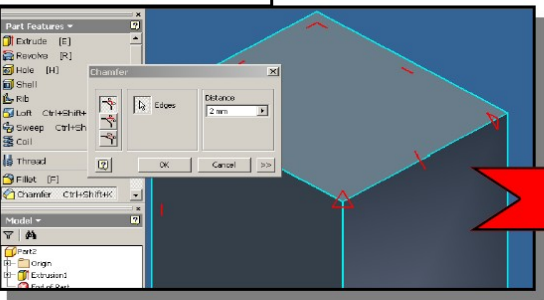 Part Features
Extrude [E]
Revolve [R]
Hole [H]
Shell
Rib
Loft Ctrl+Shift+
Sweep Ctrl+Sh
Coil
Thread
Fillet [F]
Chamfer Ctrl+Shift+K
Chamfer
Edges
Distance
2 mm
OK
Cancel
>>
Model
Part2
Origin
Extrusion1
End of Part